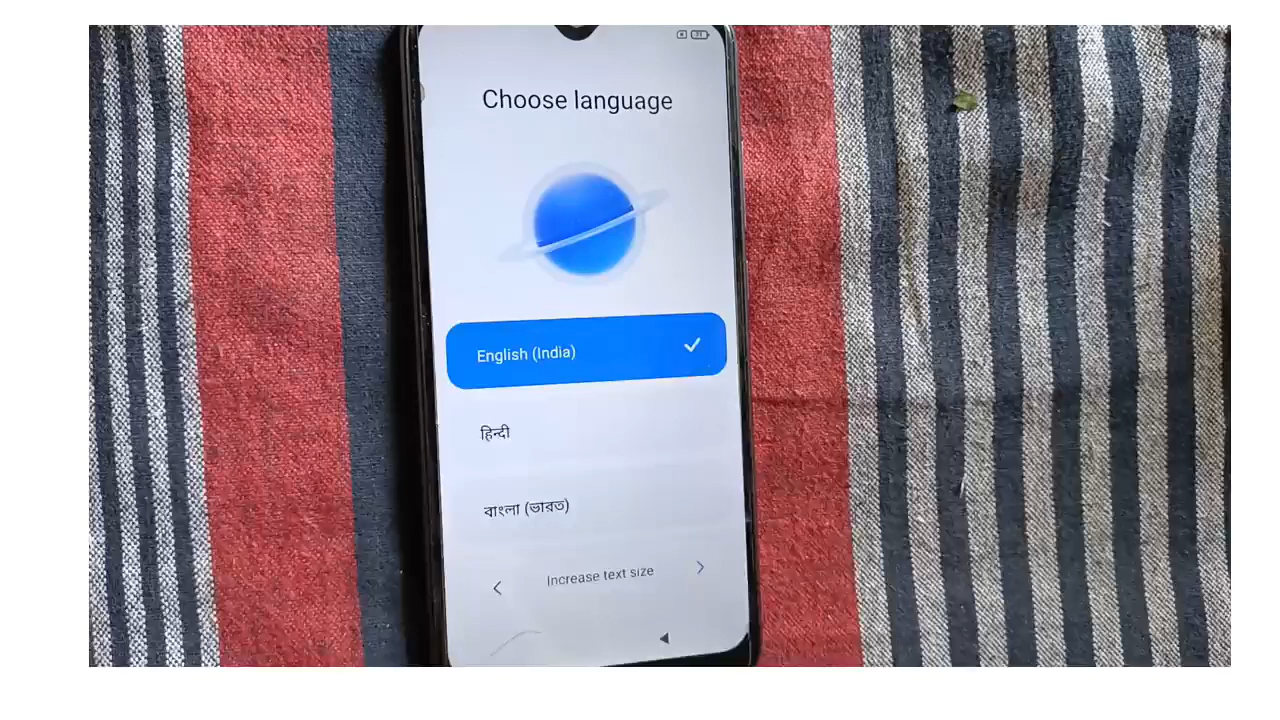 Choose language
English (India)
हिन्दी
বাংলা (ভারত)
Increase text size